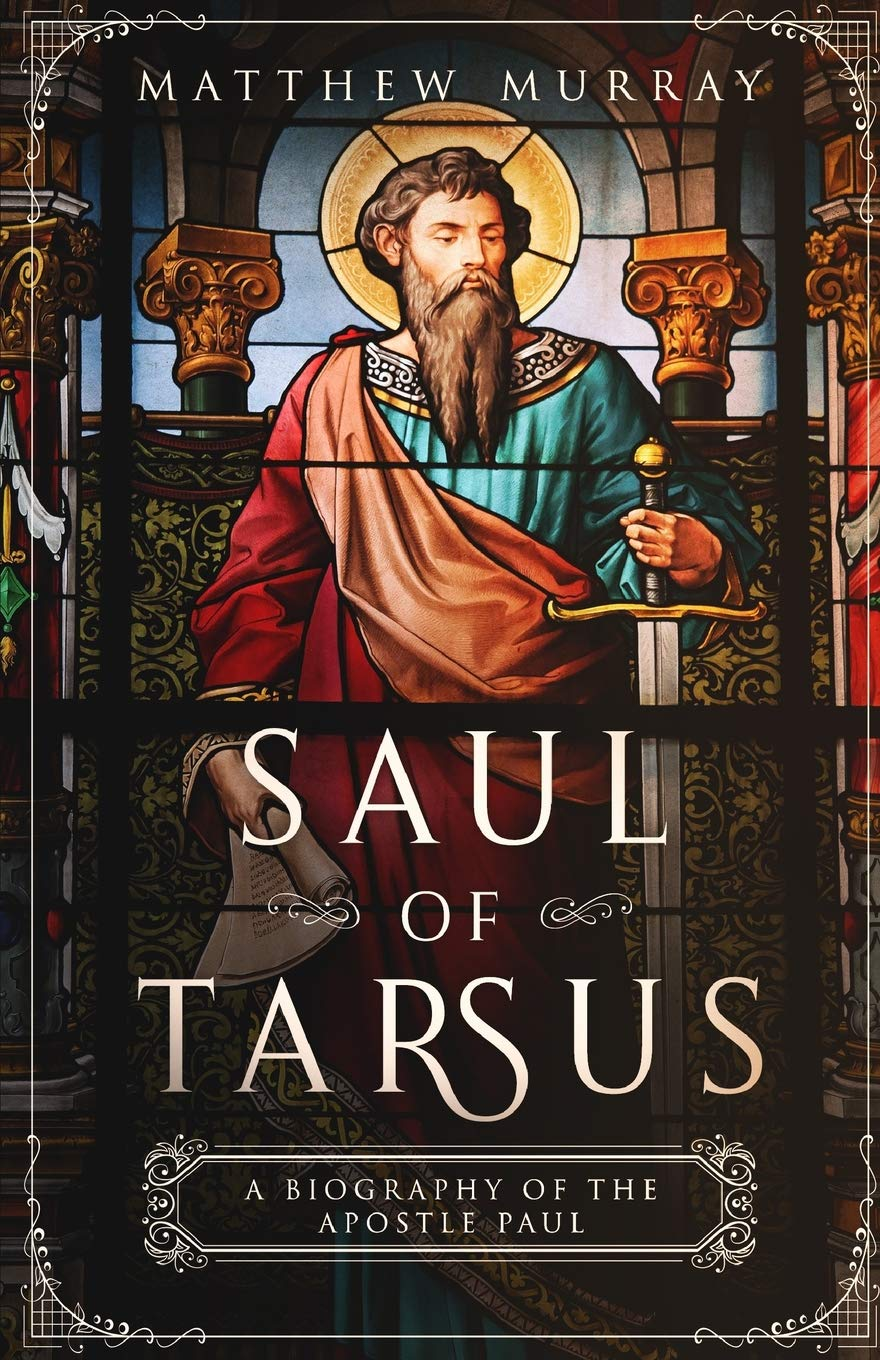 MATTHEW MURRAY
SAUL
OF
TARSUS
A BIOGRAPHY OF THE
APOSTLE PAUL